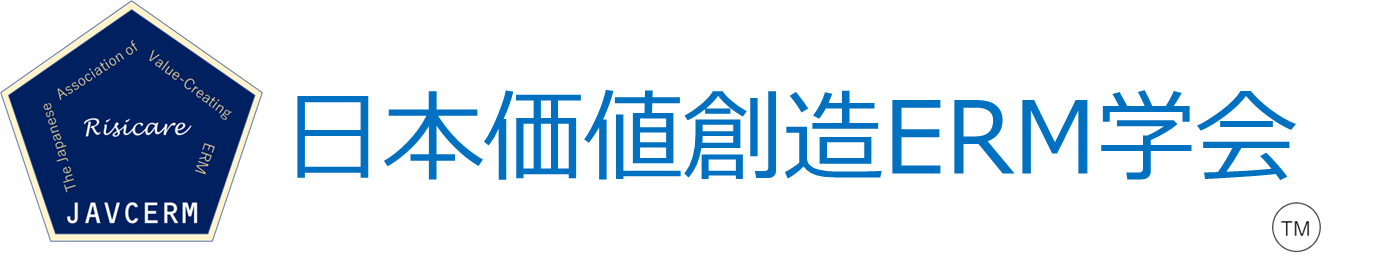 The Japanese Association of Value-Creating ERM
Risicare
JAVCERM
日本価値創造ERM学会
TM